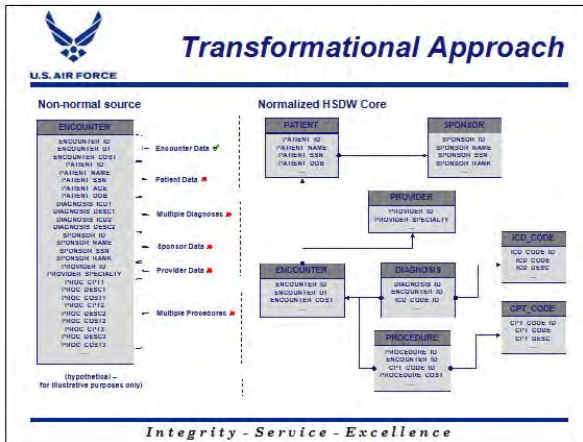 Transformational Approach
U.S. AIR FORCE
Non-normal source
Normalized HSDW Core
ENCOUNTER
ENCOUNTER ID
ENCOUNTER DT
ENCOUNTER COST
PATIENT ID
PATIENT NAME
PATIENT SSN
PATIENT AGE
PATIENT DOB
DIAGNOSIS ICD1
DIAGNOSIS DESC1
DIAGNOSIS ICD2
DIAGNOSIS DESC2
SPONSOR ID
SPONSOR NAME
SPONSOR SSN
SPONSOR RANK
PROVIDER ID
PROVIDER SPECIALTY
PROC CPT1
PROC DESC1
PROC COST1
PROC CPT2
PROC DESC2
PROC COST2
PROC CPT3
PROC DESC3
PROC COST3
...
(hypothetical –
for illustrative purposes only)
Encounter Data
Patient Data
Multiple Diagnoses
Sponsor Data
Provider Data
Multiple Procedures
PATIENT
PATIENT ID
PATIENT NAME
PATIENT SSN
PATIENT DOB
...
SPONSOR
SPONSOR ID
SPONSOR NAME
SPONSOR SSN
SPONSOR RANK
...
PROVIDER
PROVIDER ID
PROVIDER SPECIALTY
...
ENCOUNTER
ENCOUNTER ID
ENCOUNTER DT
ENCOUNTER COST
...
DIAGNOSIS
DIAGNOSIS ID
ENCOUNTER ID
ICD CODE ID
...
ICD_CODE
ICD CODE ID
ICD CODE
ICD DESC
...
PROCEDURE
PROCEDURE ID
ENCOUNTER ID
CPT CODE ID
PROCEDURE COST
...
CPT_CODE
CPT CODE ID
CPT CODE
CPT DESC
...
Integrity - Service - Excellence